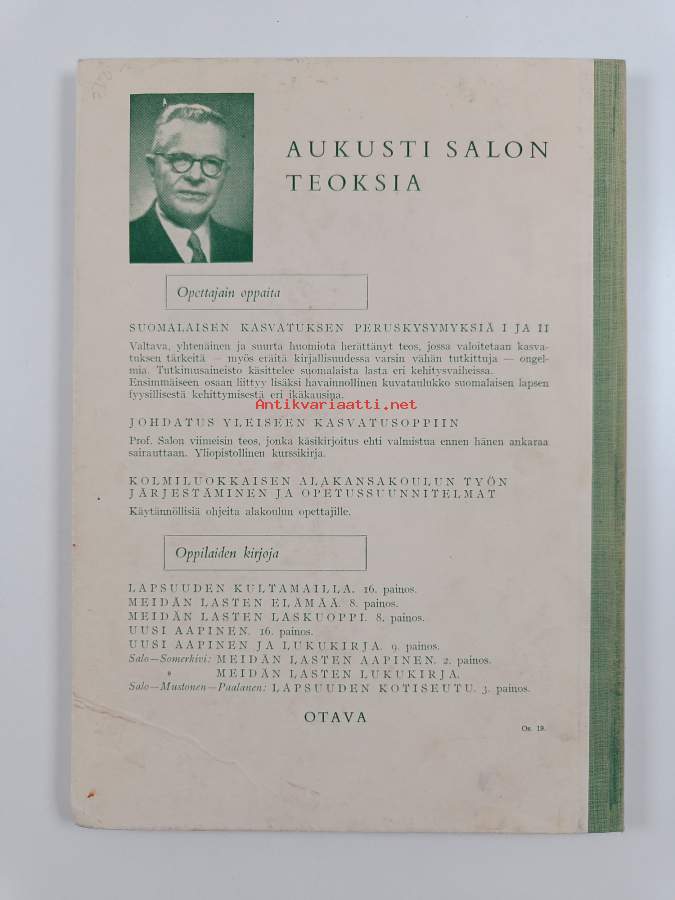 AUKUSTI SALON
TEOKSIA
Opettajain oppaita
SUOMALAISEN KASVATUKSEN PERUSKYSYMYKSIÄ I JA II
Valtava, yhtenäinen ja suurta huomiota herättänyt teos, jossa valoitetaan kasva-
tuksen tärkeitä — myös eräitä kirjallisuudessa varsin vähän tutkittuja — ongel-
mia. Tutkimusaineisto käsittelee suomalaista lasta eri kehitysvaiheissa.
Ensimmäiseen osaan liittyy lisäksi havainnollinen kuvataulukko suomalaisen lapsen
fyysillisestä kehittymisestä eri ikäkausina.
Antikvariaatti.net
JOHDATUS YLEISEEN KASVATUSOPPIIN
Prof. Salon viimeisin teos, jonka käsikirjoitus ehti valmistua ennen hänen ankaraa
sairauttaan. Yliopistollinen kurssikirja.
KOLMILUOKKAISEN ALAKANSAKOULUN TYÖN
JÄRJESTÄMINEN JA OPETUSSUUNNITELMAT
Käytännöllisiä ohjeita alakoulun opettajille.
Oppilaiden kirjoja
LAPSUUDEN KULTAMAILLA. 16. painos.
MEIDÄN LASTEN ELÄMÄÄ. 8. painos.
MEIDÄN LASTEN LASKUOPPI. 8. painos.
UUSI AAPINEN. 16. painos.
UUSI AAPINEN JA LUKUKIRJA. 9. painos.
Salo—Somerkivi: MEIDÄN LASTEN AAPINEN. 2. painos.
MEIDÄN LASTEN LUKUKIRJA.
Salo—Mustonen—Paalanen: LAPSUUDEN KOTISEUTU. 3. painos.
OTAVA
Os. 19.